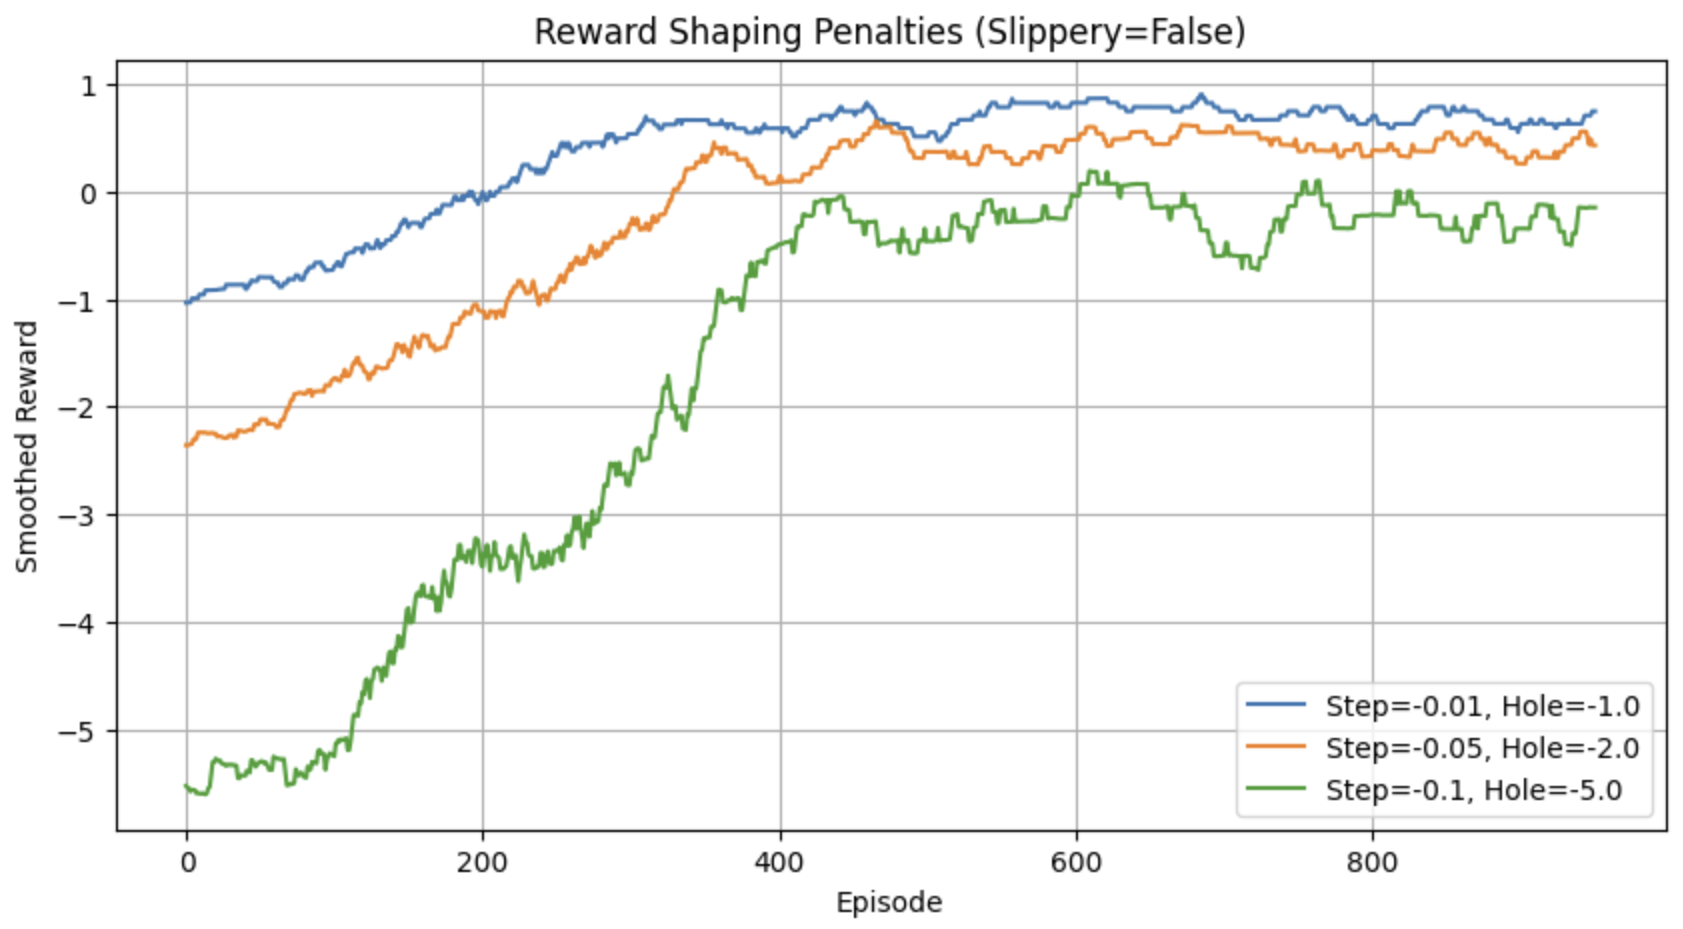 Reward Shaping Penalties (Slippery=False)
Smoothed Reward
1
0
−1
−2
−3
−4
−5
Step=-0.01, Hole=-1.0
Step=-0.05, Hole=-2.0
Step=-0.1, Hole=-5.0
0 200 400 600 800
Episode